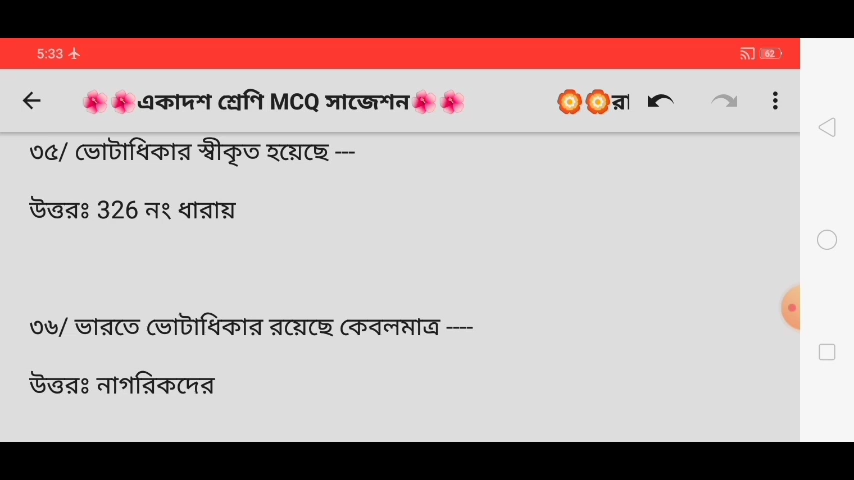 5:33
62
একাদশ শ্রেণি MCQ সাজেশন
রা
৩৫/ ভোটাধিকার স্বীকৃত হয়েছে ---
উত্তরঃ 326 নং ধারায়
৩৬/ ভারতে ভোটাধিকার রয়েছে কেবলমাত্র ----
উত্তরঃ নাগরিকদের